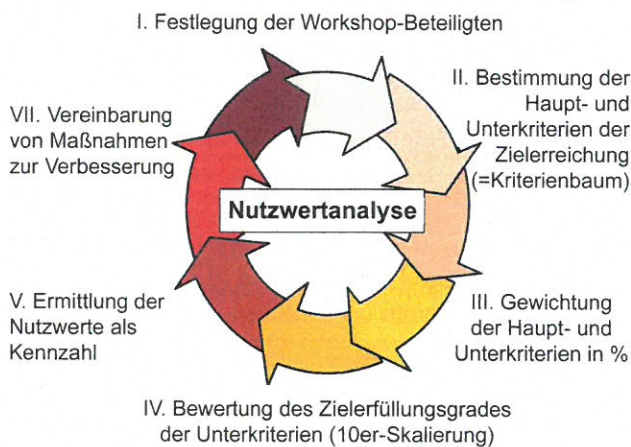 I. Festlegung der Workshop-Beteiligten
II. Bestimmung der
Haupt- und
Unterkriterien der
Zielerreichung
(=Kriterienbaum)
III. Gewichtung
der Haupt- und
Unterkriterien in %
IV. Bewertung des Zielerfüllungsgrades
der Unterkriterien (10er-Skalierung)
V. Ermittlung der
Nutzwerte als
Kennzahl
VII. Vereinbarung
von Maßnahmen
zur Verbesserung
Nutzwertanalyse